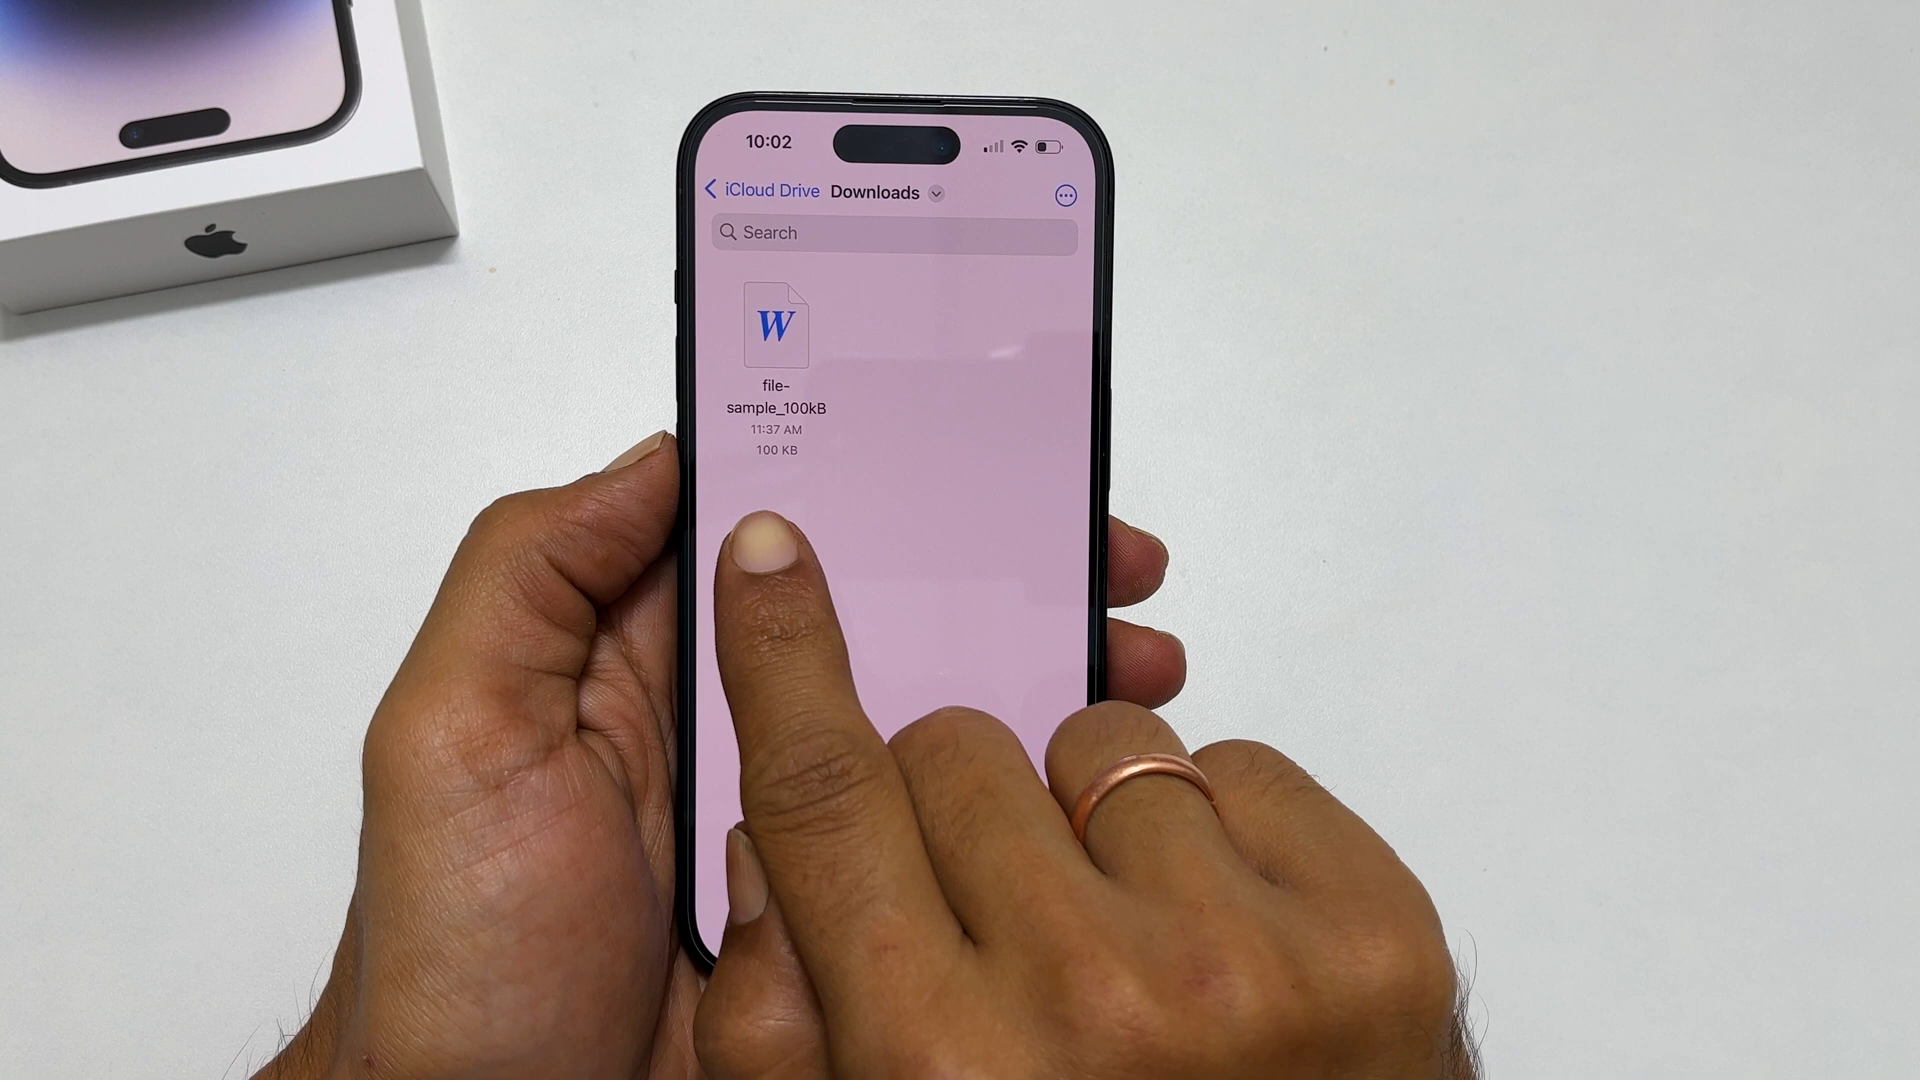 10:02
iCloud Drive Downloads
Search
W
file-
sample_100kB
11:37 AM
100 KB